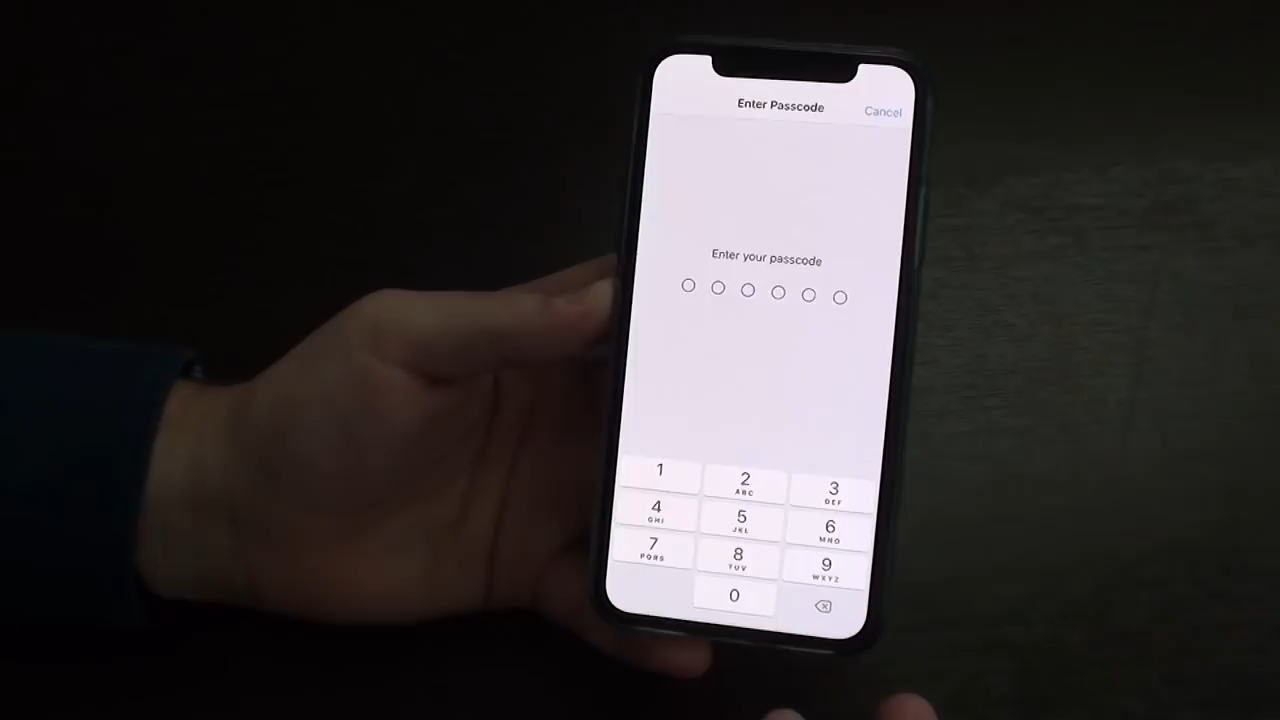 Enter Passcode
Cancel
Enter your passcode
1
2
ABC
3
DEF
4
GHI
5
JKL
6
MNO
7
PQRS
8
TUV
9
WXYZ
0